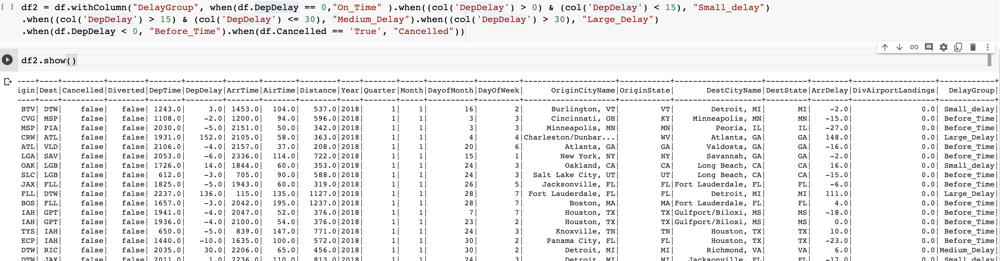 [ ] df2 = df.withColumn("DelayGroup", when(df.DepDelay == 0,"On_Time" ).when((col('DepDelay') > 0) & (col('DepDelay') < 15), "Small_delay")
.when((col('DepDelay') > 15) & (col('DepDelay') <= 30), "Medium_Delay").when((col('DepDelay') > 30), "Large_Delay")
.when(df.DepDelay < 0, "Before_Time").when(df.Cancelled == 'True', "Cancelled"))
df2.show()
----+----+---------+--------+-------+--------+-------+-------+--------+----+-------+-----+----------+---------+--------------------+-----------+-------------------+---------+--------+------------------+------------+
igin|Dest|Cancelled|Diverted|DepTime|DepDelay|ArrTime|AirTime|Distance|Year|Quarter|Month|DayofMonth|DayOfWeek|      OriginCityName|OriginState|       DestCityName|DestState|ArrDelay|DivAirportLandings|  DelayGroup|
----+----+---------+--------+-------+--------+-------+-------+--------+----+-------+-----+----------+---------+--------------------+-----------+-------------------+---------+--------+------------------+------------+
BTV| DTW|    false|   false| 1243.0|     3.0| 1453.0|  104.0|   537.0|2018|      1|    1|        16|        2|      Burlington, VT|         VT|        Detroit, MI|       MI|    -2.0|               0.0| Small_delay|
CVG| MSP|    false|   false| 1108.0|    -2.0| 1200.0|   94.0|   596.0|2018|      1|    1|         3|        3|      Cincinnati, OH|         KY|    Minneapolis, MN|       MN|   -15.0|               0.0| Before_Time|
MSP| PIA|    false|   false| 2030.0|    -5.0| 2151.0|   50.0|   342.0|2018|      1|    1|         3|        3|     Minneapolis, MN|         MN|         Peoria, IL|       IL|   -27.0|               0.0| Before_Time|
CRW| ATL|    false|   false| 1931.0|   152.0| 2105.0|   58.0|   363.0|2018|      1|    1|         4|        4|Charleston/Dunbar...|         WV|        Atlanta, GA|       GA|   148.0|               0.0| Large_Delay|
ATL| VLD|    false|   false| 2106.0|    -4.0| 2157.0|   37.0|   208.0|2018|      1|    1|        20|        6|         Atlanta, GA|         GA|       Valdosta, GA|       GA|   -16.0|               0.0| Before_Time|
LGA| SAV|    false|   false| 2053.0|    -6.0| 2336.0|  114.0|   722.0|2018|      1|    1|        15|        1|        New York, NY|         NY|       Savannah, GA|       GA|    -2.0|               0.0| Before_Time|
OAK| LGB|    false|   false| 1726.0|    14.0| 1844.0|   60.0|   353.0|2018|      1|    1|        24|        3|         Oakland, CA|         CA|     Long Beach, CA|       CA|    16.0|               0.0| Small_delay|
SLC| LGB|    false|   false|  612.0|    -3.0|  705.0|   90.0|   588.0|2018|      1|    1|        24|        3|  Salt Lake City, UT|         UT|     Long Beach, CA|       CA|   -15.0|               0.0| Before_Time|
JAX| FLL|    false|   false| 1825.0|    -5.0| 1943.0|   60.0|   319.0|2018|      1|    1|        26|        5|    Jacksonville, FL|         FL|Fort Lauderdale, FL|       FL|    -6.0|               0.0| Before_Time|
FLL| DTW|    false|   false| 2237.0|   136.0|  115.0|  135.0|  1127.0|2018|      1|    1|        28|        7| Fort Lauderdale, FL|         FL|        Detroit, MI|       MI|   111.0|               0.0| Large_Delay|
BOS| FLL|    false|   false| 1657.0|    -3.0| 2042.0|  195.0|  1237.0|2018|      1|    1|        28|        7|          Boston, MA|         MA|Fort Lauderdale, FL|       FL|     4.0|               0.0| Before_Time|
IAH| GPT|    false|   false| 1941.0|    -4.0| 2047.0|   52.0|   376.0|2018|      1|    1|         7|        7|         Houston, TX|         TX|Gulfport/Biloxi, MS|       MS|   -18.0|               0.0| Before_Time|
IAH| GPT|    false|   false| 1936.0|    -4.0| 2100.0|   54.0|   376.0|2018|      1|    1|        23|        2|         Houston, TX|         TX|Gulfport/Biloxi, MS|       MS|     0.0|               0.0| Before_Time|
TYS| IAH|    false|   false|  650.0|    -5.0|  839.0|  147.0|   771.0|2018|      1|    1|        24|        3|       Knoxville, TN|         TN|        Houston, TX|       TX|    10.0|               0.0| Before_Time|
ECP| IAH|    false|   false| 1440.0|   -10.0| 1635.0|  100.0|   572.0|2018|      1|    1|        30|        2|     Panama City, FL|         FL|        Houston, TX|       TX|   -23.0|               0.0| Before_Time|
DTW| RIC|    false|   false| 2035.0|    30.0| 2206.0|   65.0|   456.0|2018|      1|    1|        30|        2|         Detroit, MI|         MI|       Richmond, VA|       VA|     6.0|               0.0|Medium_Delay|
DTW| JAX|    false|   false| 2011.0|     1.0| 2236.0|  110.0|   813.0|2018|      1|    1|        24|        3|         Detroit, MI|         MI|   Jacksonville, FL|       FL|   -17.0|               0.0| Small_delay|